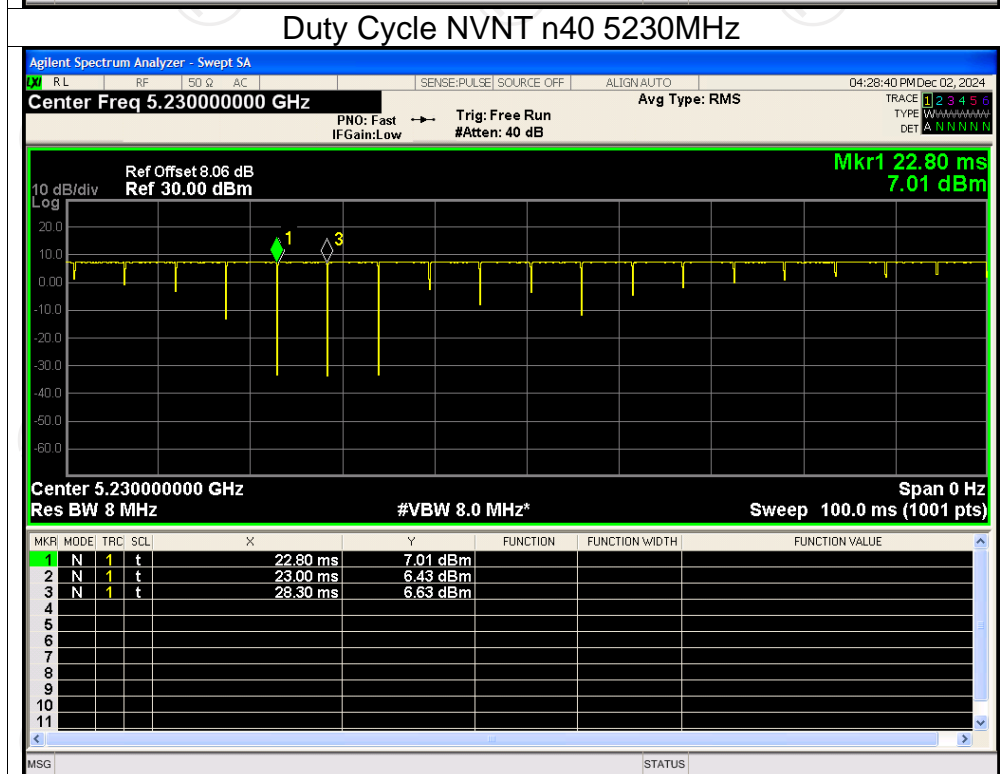 Duty Cycle NVNT n40 5230MHz
Agilent Spectrum Analyzer - Swept SA
LXI RL RF 50 Ω AC SENSE:PULSE SOURCE OFF ALIGN AUTO 04:28:40 PM Dec 02, 2024
Center Freq 5.230000000 GHz Avg Type: RMS TRACE 1 2 3 4 5 6
PNO: Fast Trig: Free Run TYPE WWWWWW
IFGain:Low #Atten: 40 dB DET A N N N N N
Mkr1 22.80 ms
7.01 dBm
Ref Offset 8.06 dB
10 dB/div Ref 30.00 dBm
Log
20.0
1 3
10.0
0.00
-10.0
-20.0
-30.0
-40.0
-50.0
-60.0
Center 5.230000000 GHz Span 0 Hz
Res BW 8 MHz #VBW 8.0 MHz* Sweep 100.0 ms (1001 pts)
MKR MODE TRC SCL X Y FUNCTION FUNCTION WIDTH FUNCTION VALUE
1 N 1 t 22.80 ms 7.01 dBm
2 N 1 t 23.00 ms 6.43 dBm
3 N 1 t 28.30 ms 6.63 dBm
4
5
6
7
8
9
10
11
MSG STATUS